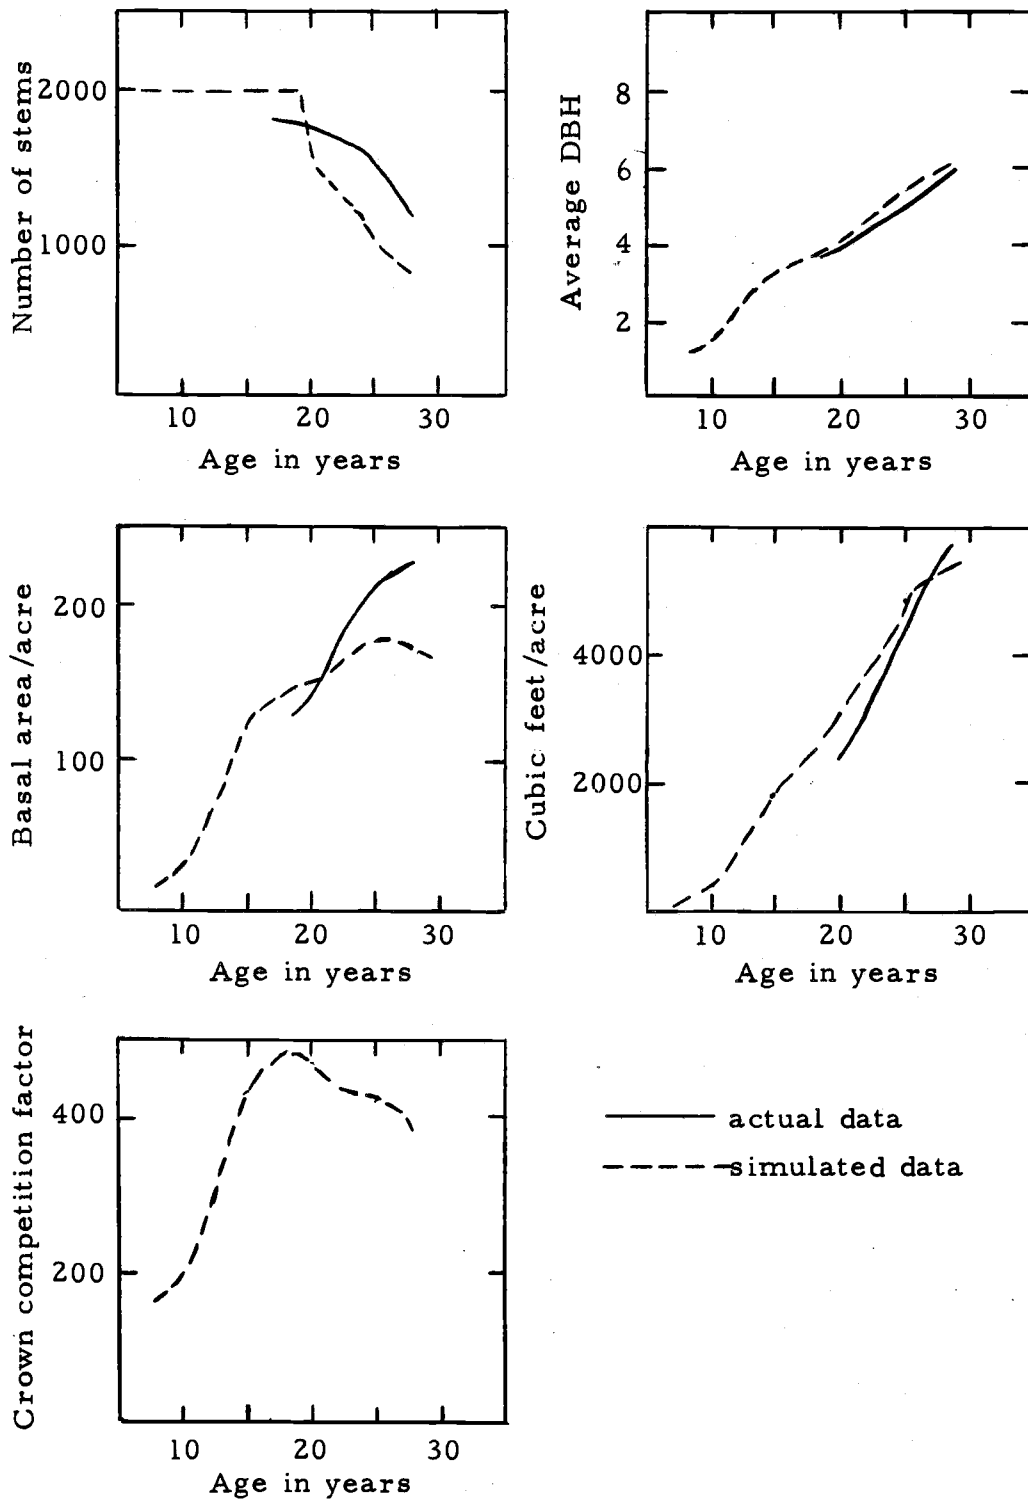 Number of stems
2000
1000
10 20 30
Age in years
Average DBH
8
6
4
2
10 20 30
Age in years
Basal area/acre
200
100
10 20 30
Age in years
Cubic feet/acre
4000
2000
10 20 30
Age in years
Crown competition factor
400
200
10 20 30
Age in years
actual data
simulated data